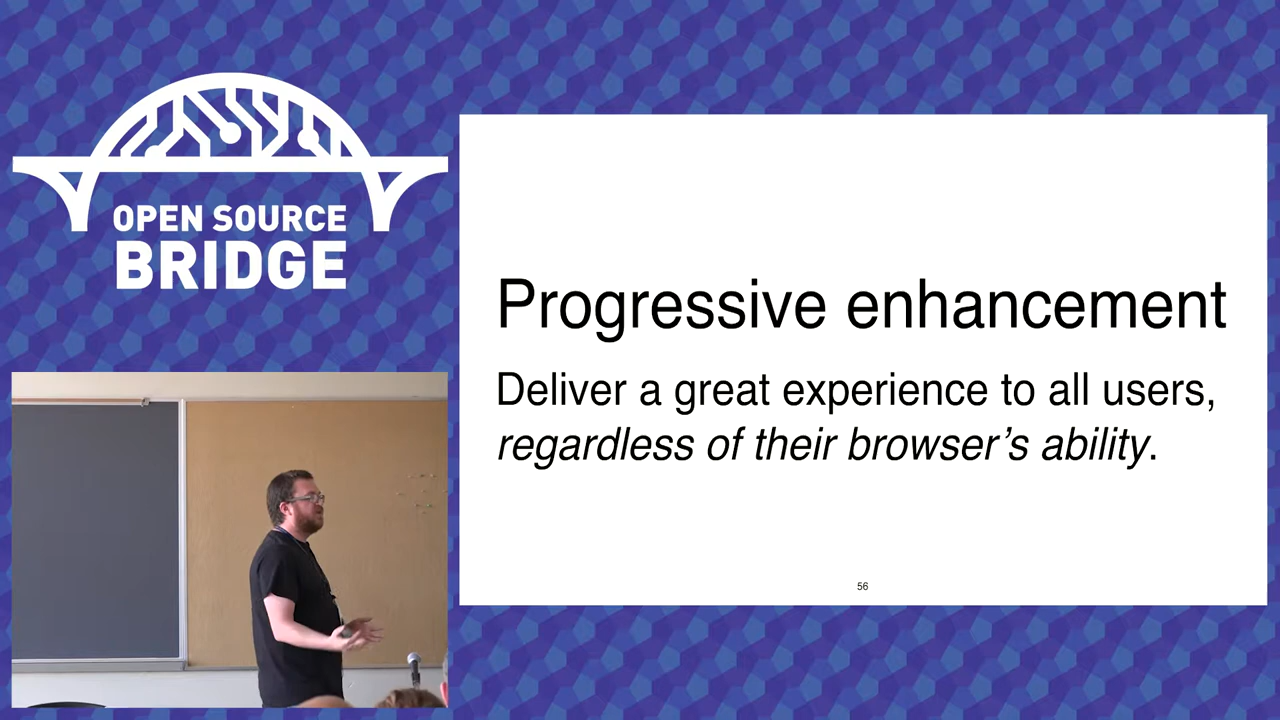 OPEN SOURCE
BRIDGE
Progressive enhancement
Deliver a great experience to all users,
regardless of their browser’s ability.
56